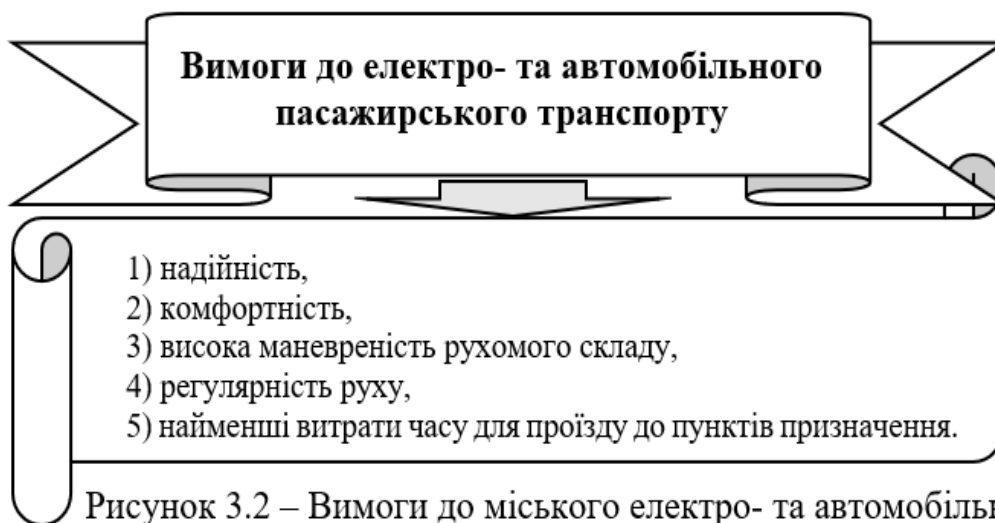 Вимоги до електро- та автомобільного
пасажирського транспорту
1) надійність,
2) комфортність,
3) висока маневреність рухомого складу,
4) регулярність руху,
5) найменші витрати часу для проїзду до пунктів призначення.
Рисунок 3.2 – Вимоги до міського електро- та